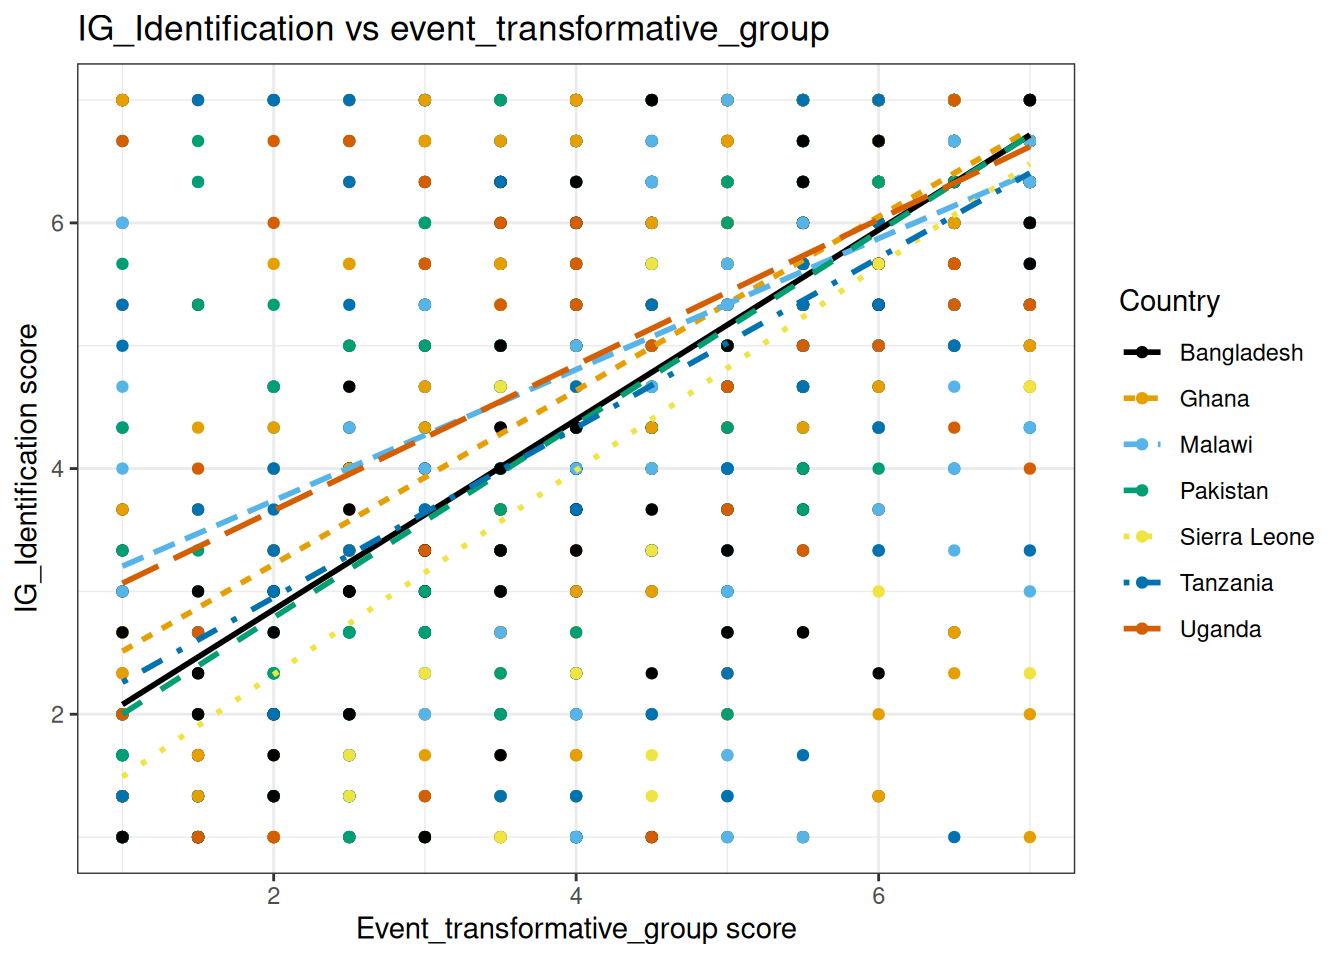 IG_Identification vs event_transformative_group
IG_Identification score
6
4
2
2
4
6
Event_transformative_group score
Country
Bangladesh
Ghana
Malawi
Pakistan
Sierra Leone
Tanzania
Uganda